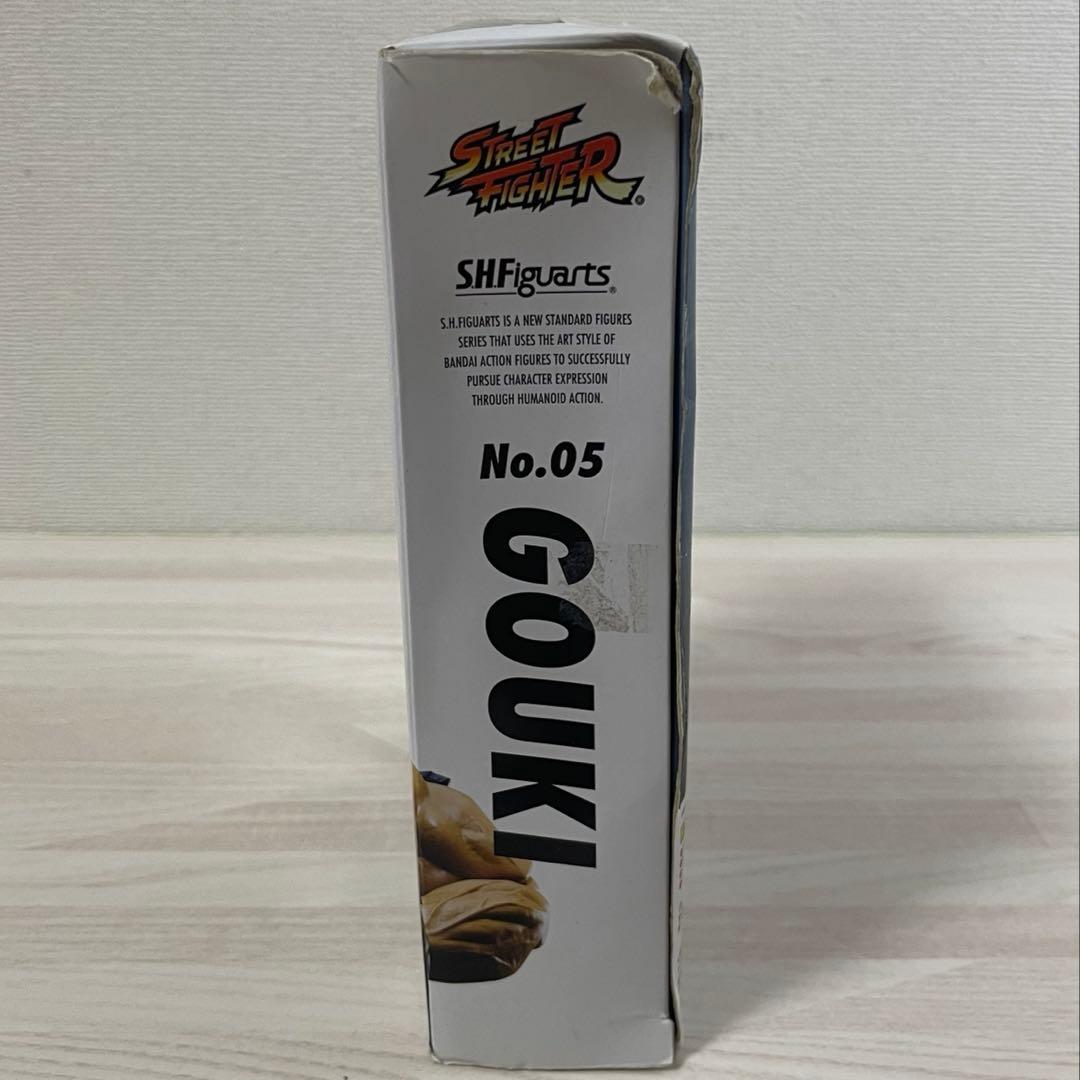 STREET
FIGHTER®
S.H.Figuarts®
S.H.FIGUARTS IS A NEW STANDARD FIGURES
SERIES THAT USES THE ART STYLE OF
BANDAI ACTION FIGURES TO SUCCESSFULLY
PURSUE CHARACTER EXPRESSION
THROUGH HUMANOID ACTION.
No.05
GOUKI